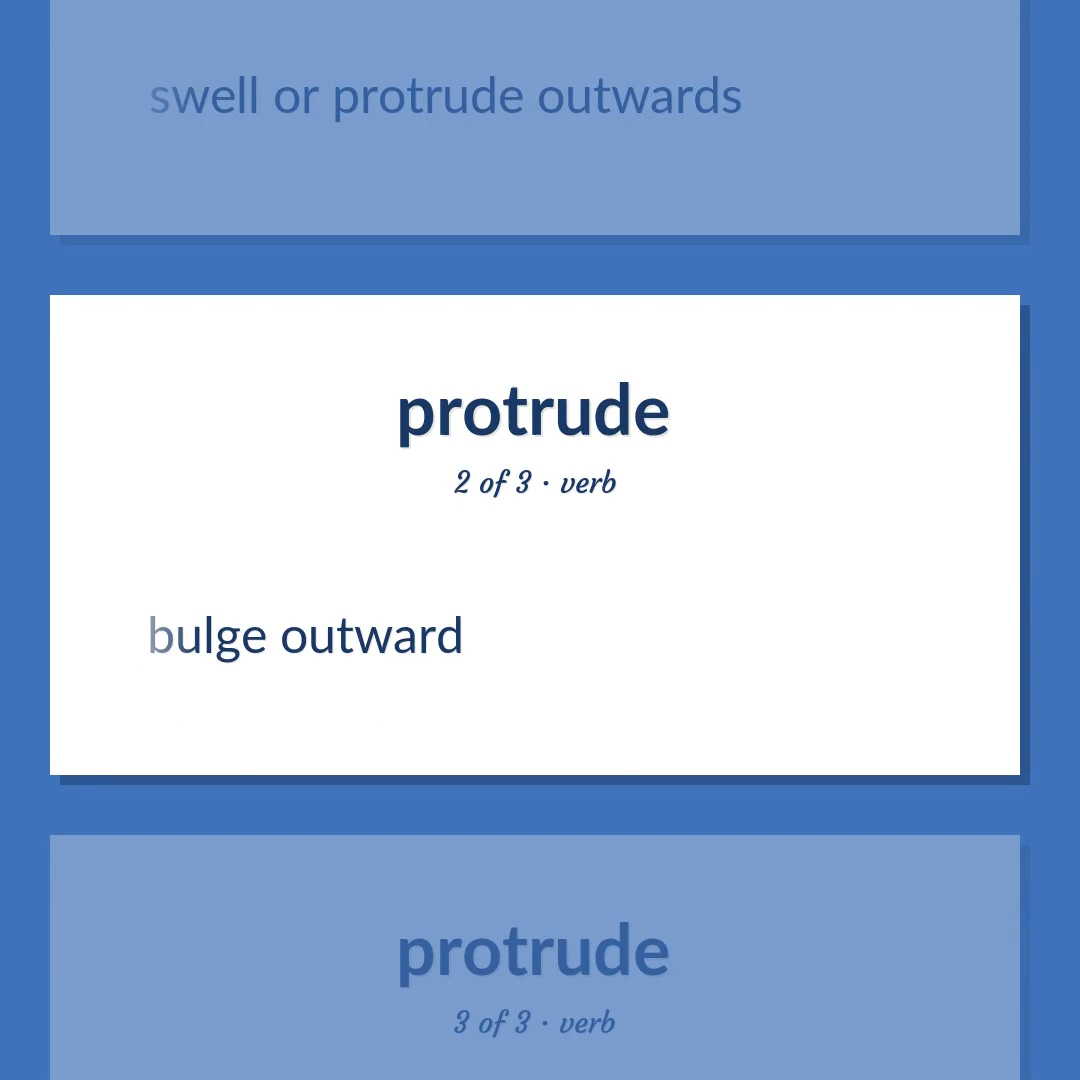 swell or protrude outwards
protrude
2 of 3 · verb
bulge outward
protrude
3 of 3 · verb